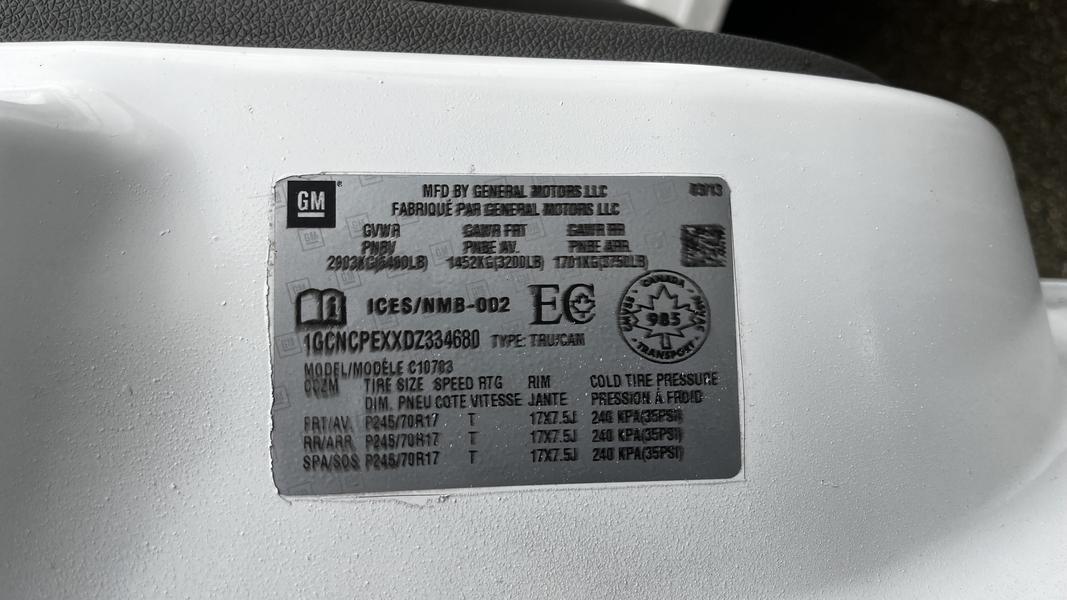 GM
MFD BY GENERAL MOTORS LLC 03/13
FABRIQUÉ PAR GENERAL MOTORS LLC
GVWR GAWR FRT GAWR RR
PNBV PNBE AV. PNBE ARR
2903KG(6400LB) 1452KG(3200LB) 1701KG(3750LB)
ICES/NMB-002 EC
CANADA
985
TRANSPORT
1GCNCPEXXDZ334680 TYPE: TRU/CAM
MODEL/MODÈLE C10703
CCZM TIRE SIZE SPEED RTG RIM COLD TIRE PRESSURE
DIM. PNEU COTE VITESSE JANTE PRESSION À FROID
FRT/AV. P245/70R17 T 17X7.5J 240 KPA(35PSI)
RR/ARR P245/70R17 T 17X7.5J 240 KPA(35PSI)
SPA/SOS P245/70R17 T 17X7.5J 240 KPA(35PSI)